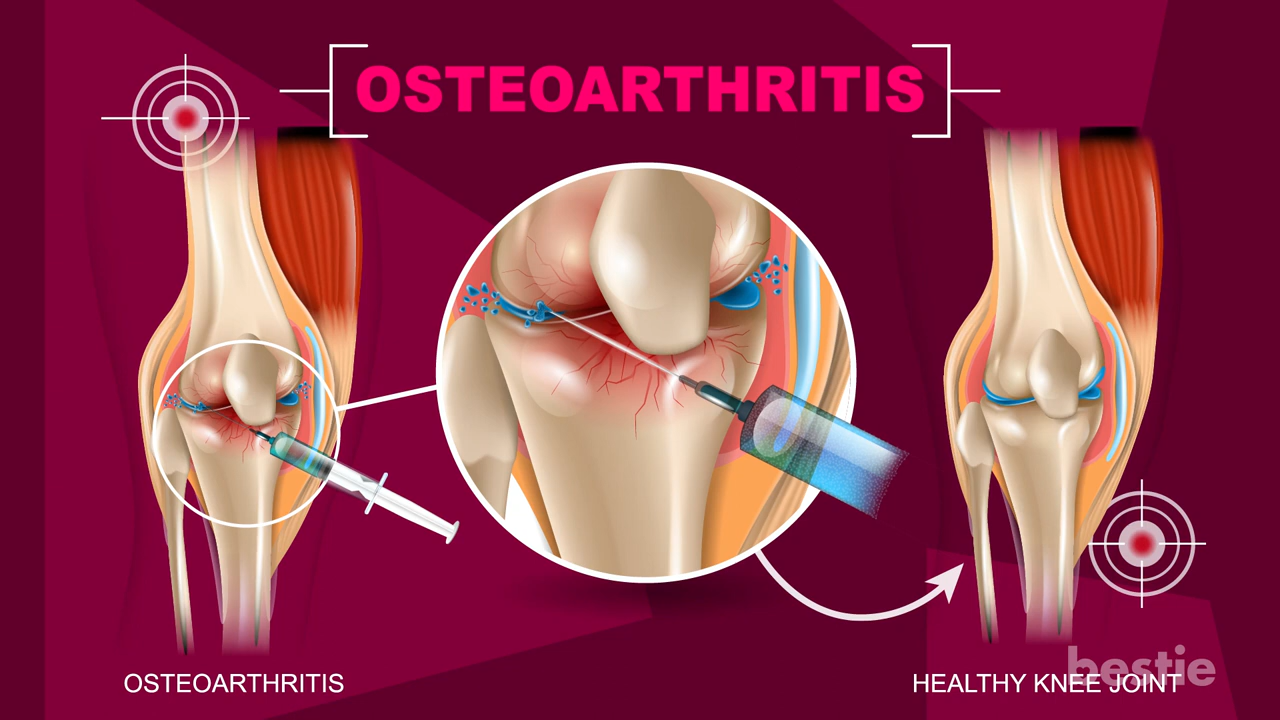 OSTEOARTHRITIS
OSTEOARTHRITIS
HEALTHY KNEE JOINT
bestie